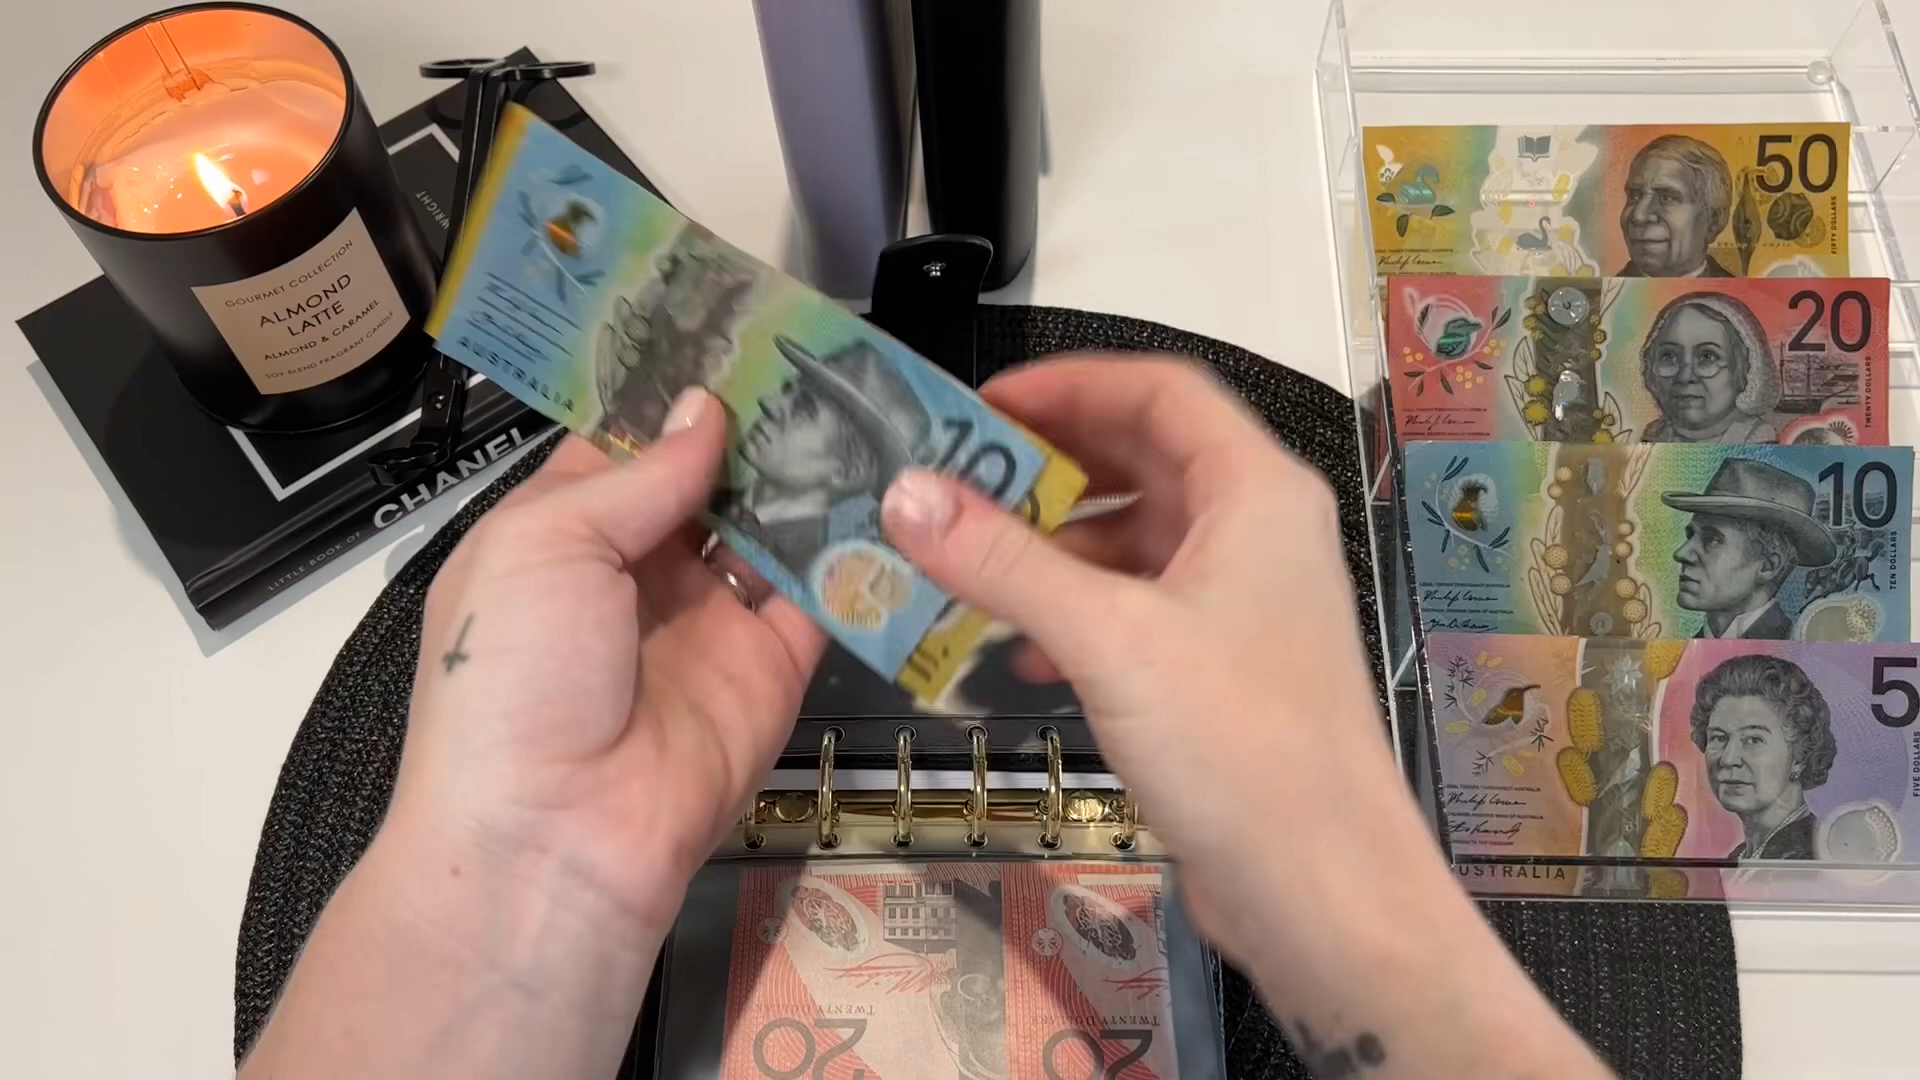 GOURMET COLLECTION
ALMOND
LATTE
ALMOND & CARAMEL
SOY BLEND FRAGRANT CANDLE
WRIGHT
LITTLE BOOK OF
CHANEL
AUSTRALIA
10
50
FIFTY DOLLARS
20
TWENTY DOLLARS
10
TEN DOLLARS
5
FIVE DOLLARS
AUSTRALIA
TWENTY DOLLARS
20
TWENTY
20